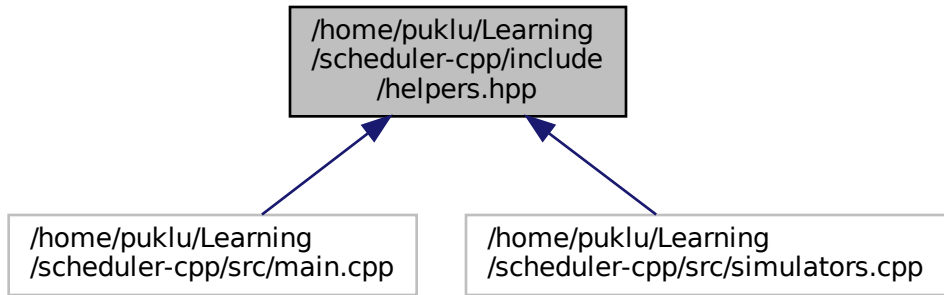 /home/puklu/Learning
/scheduler-cpp/include
/helpers.hpp
/home/puklu/Learning
/scheduler-cpp/src/main.cpp
/home/puklu/Learning
/scheduler-cpp/src/simulators.cpp